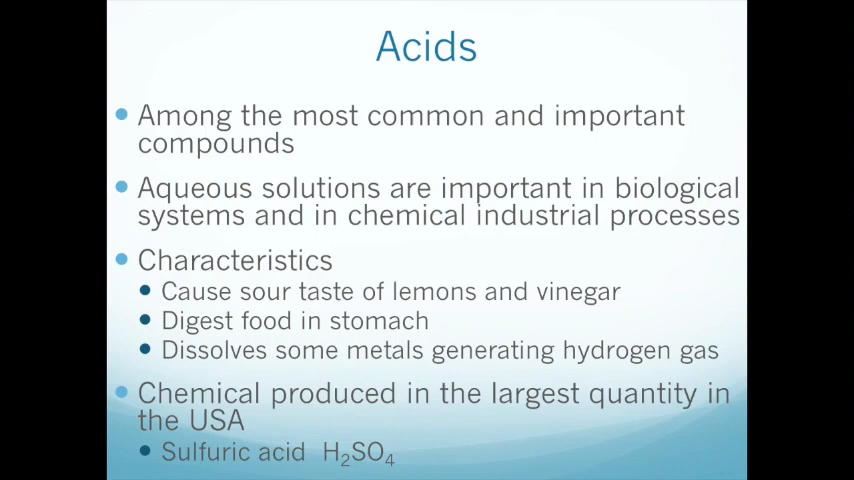 Acids
• Among the most common and important
compounds
• Aqueous solutions are important in biological
systems and in chemical industrial processes
• Characteristics
• Cause sour taste of lemons and vinegar
• Digest food in stomach
• Dissolves some metals generating hydrogen gas
• Chemical produced in the largest quantity in
the USA
• Sulfuric acid H₂SO₄